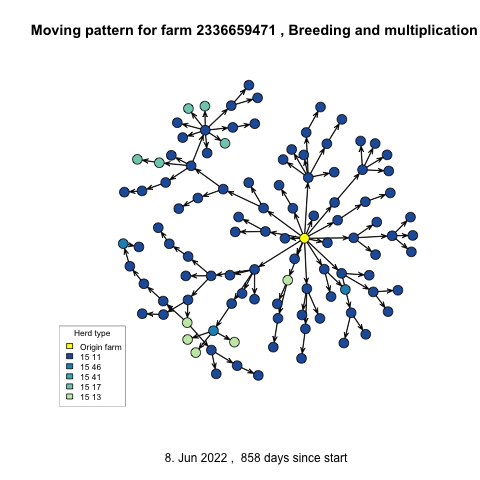 Moving pattern for farm 2336659471 , Breeding and multiplication
Herd type
Origin farm
15 11
15 46
15 41
15 17
15 13
8. Jun 2022 , 858 days since start